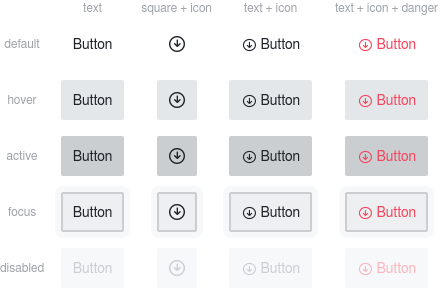 text square + icon text + icon text + icon + danger
default Button Button Button
hover Button Button Button
active Button Button Button
focus Button Button Button
disabled Button Button Button